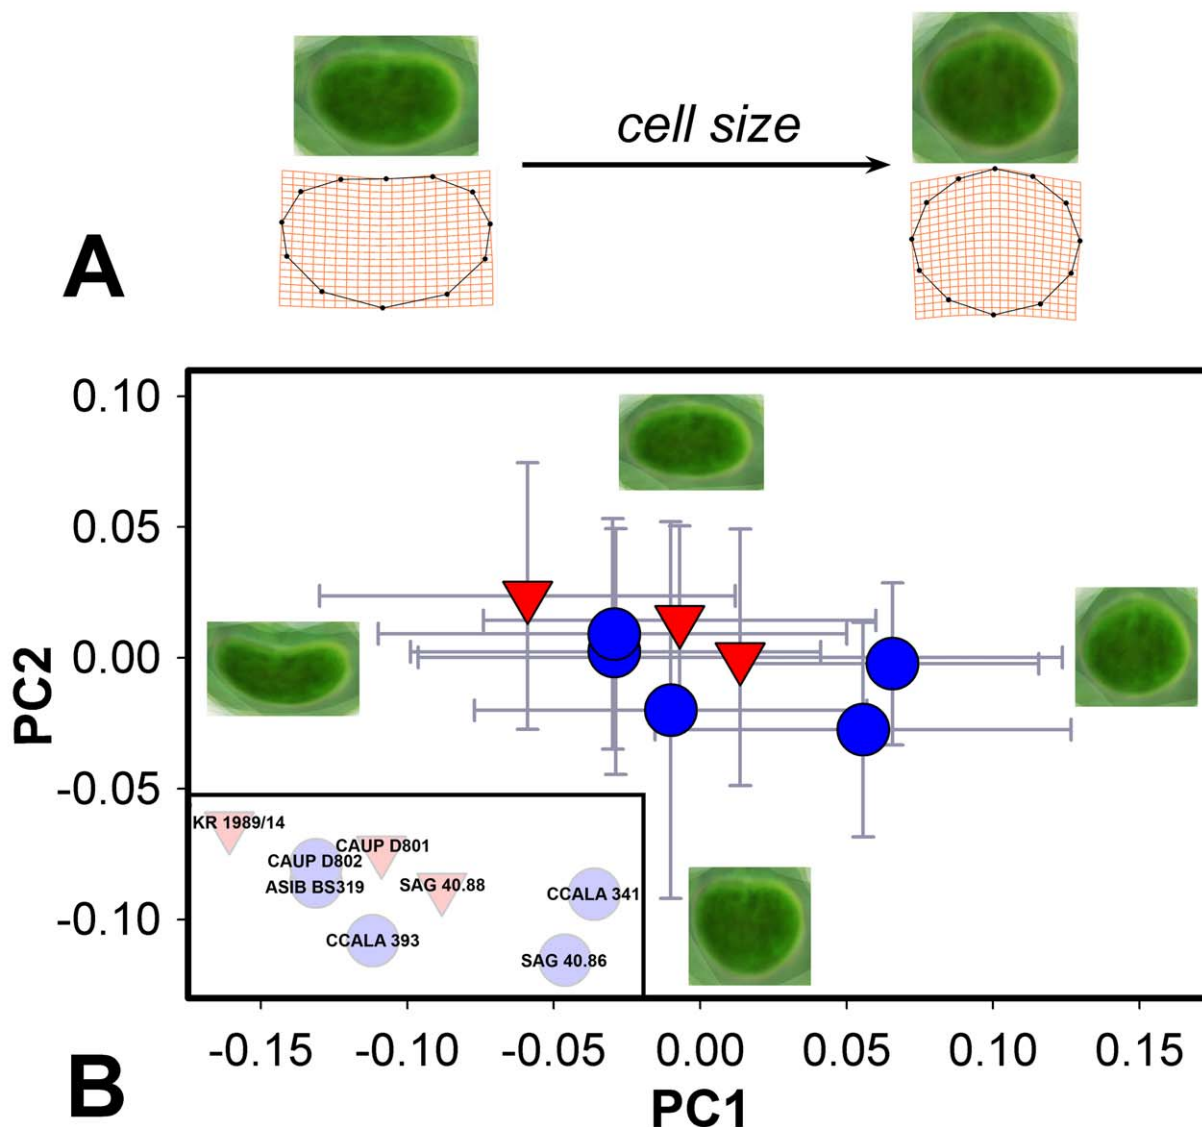 cell size
A
0.10
0.05
0.00
-0.05
-0.10
PC2
KR 1989/14
CAUP D801
CAUP D802
ASIB BS319
SAG 40.88
CCALA 341
CCALA 393
SAG 40.86
-0.15
-0.10
-0.05
0.00
0.05
0.10
0.15
B
PC1